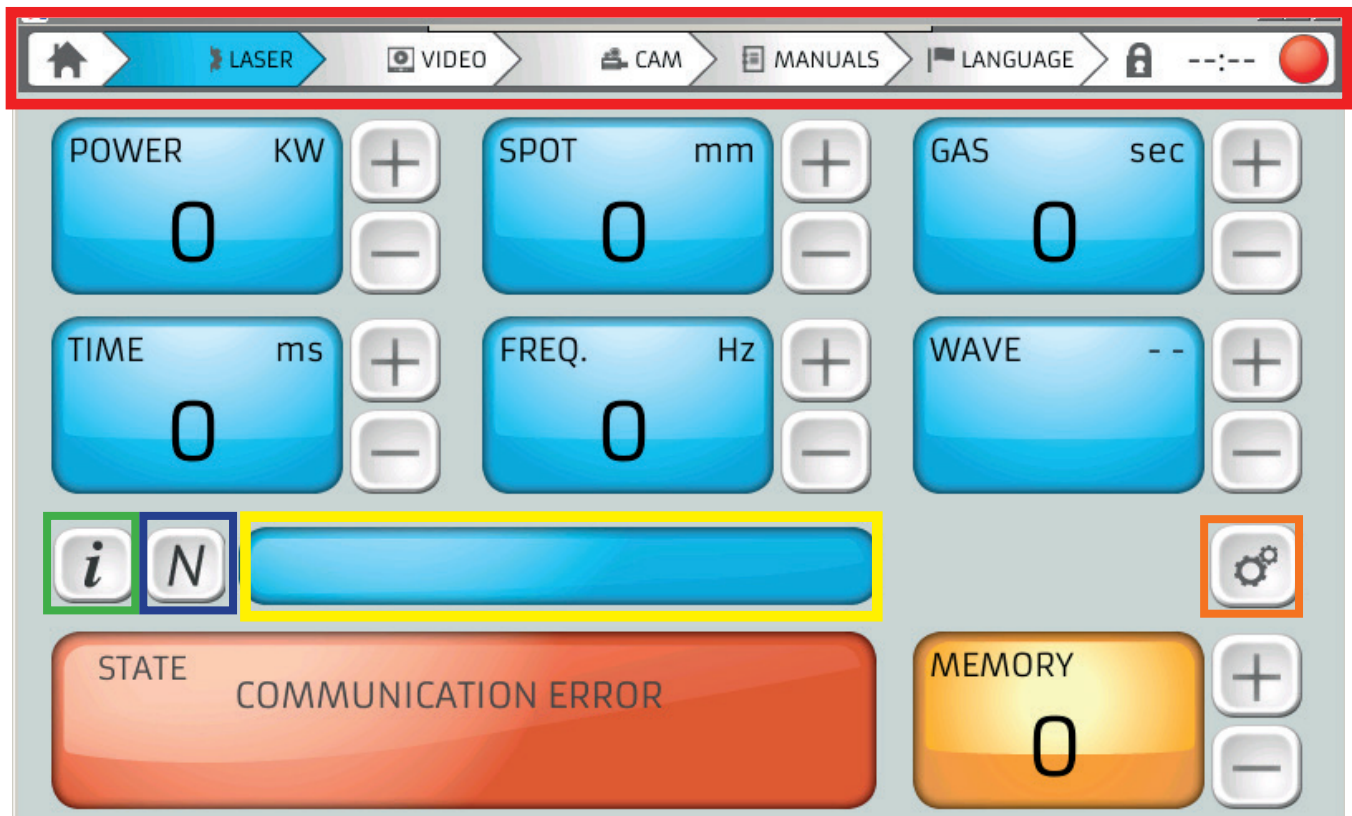 LASER VIDEO CAM MANUALS LANGUAGE --:--
POWER KW SPOT mm GAS sec
0 0 0
TIME ms FREQ. Hz WAVE - -
0 0
i N
STATE MEMORY
COMMUNICATION ERROR
0